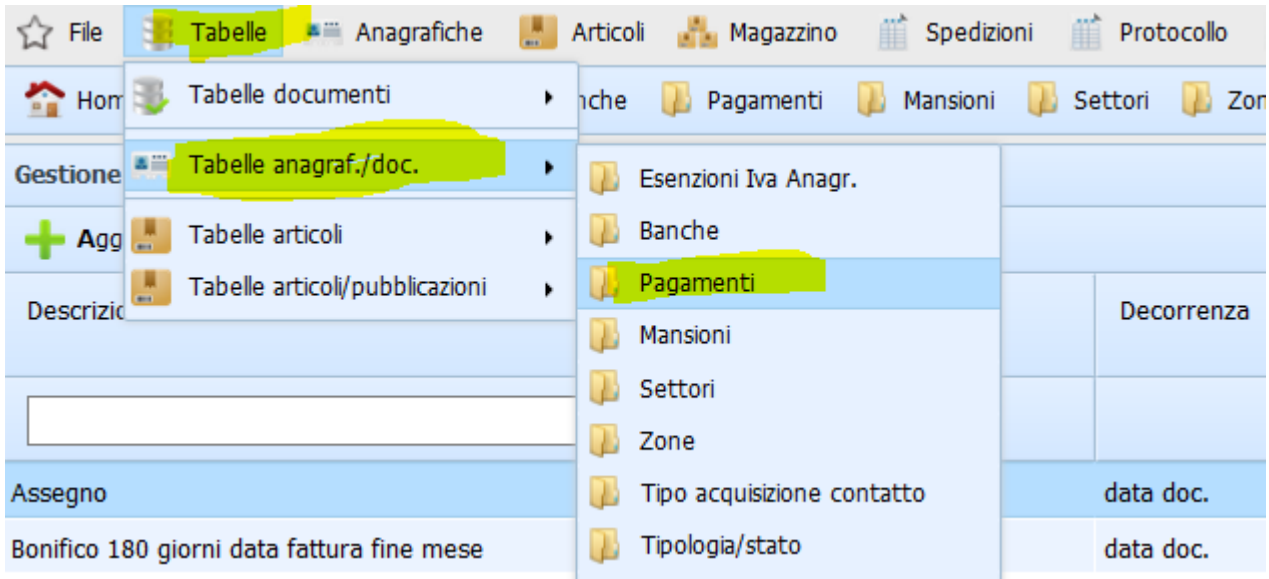 File Tabelle Anagrafiche Articoli Magazzino Spedizioni Protocollo
Hom nche Pagamenti Mansioni Settori Zon
Tabelle documenti
Tabelle anagraf./doc.
Tabelle articoli
Tabelle articoli/pubblicazioni
Esenzioni Iva Anagr.
Banche
Pagamenti
Mansioni
Settori
Zone
Tipo acquisizione contatto
Tipologia/stato
Gestione
Agg
Descrizio Decorrenza
Assegno data doc.
Bonifico 180 giorni data fattura fine mese data doc.